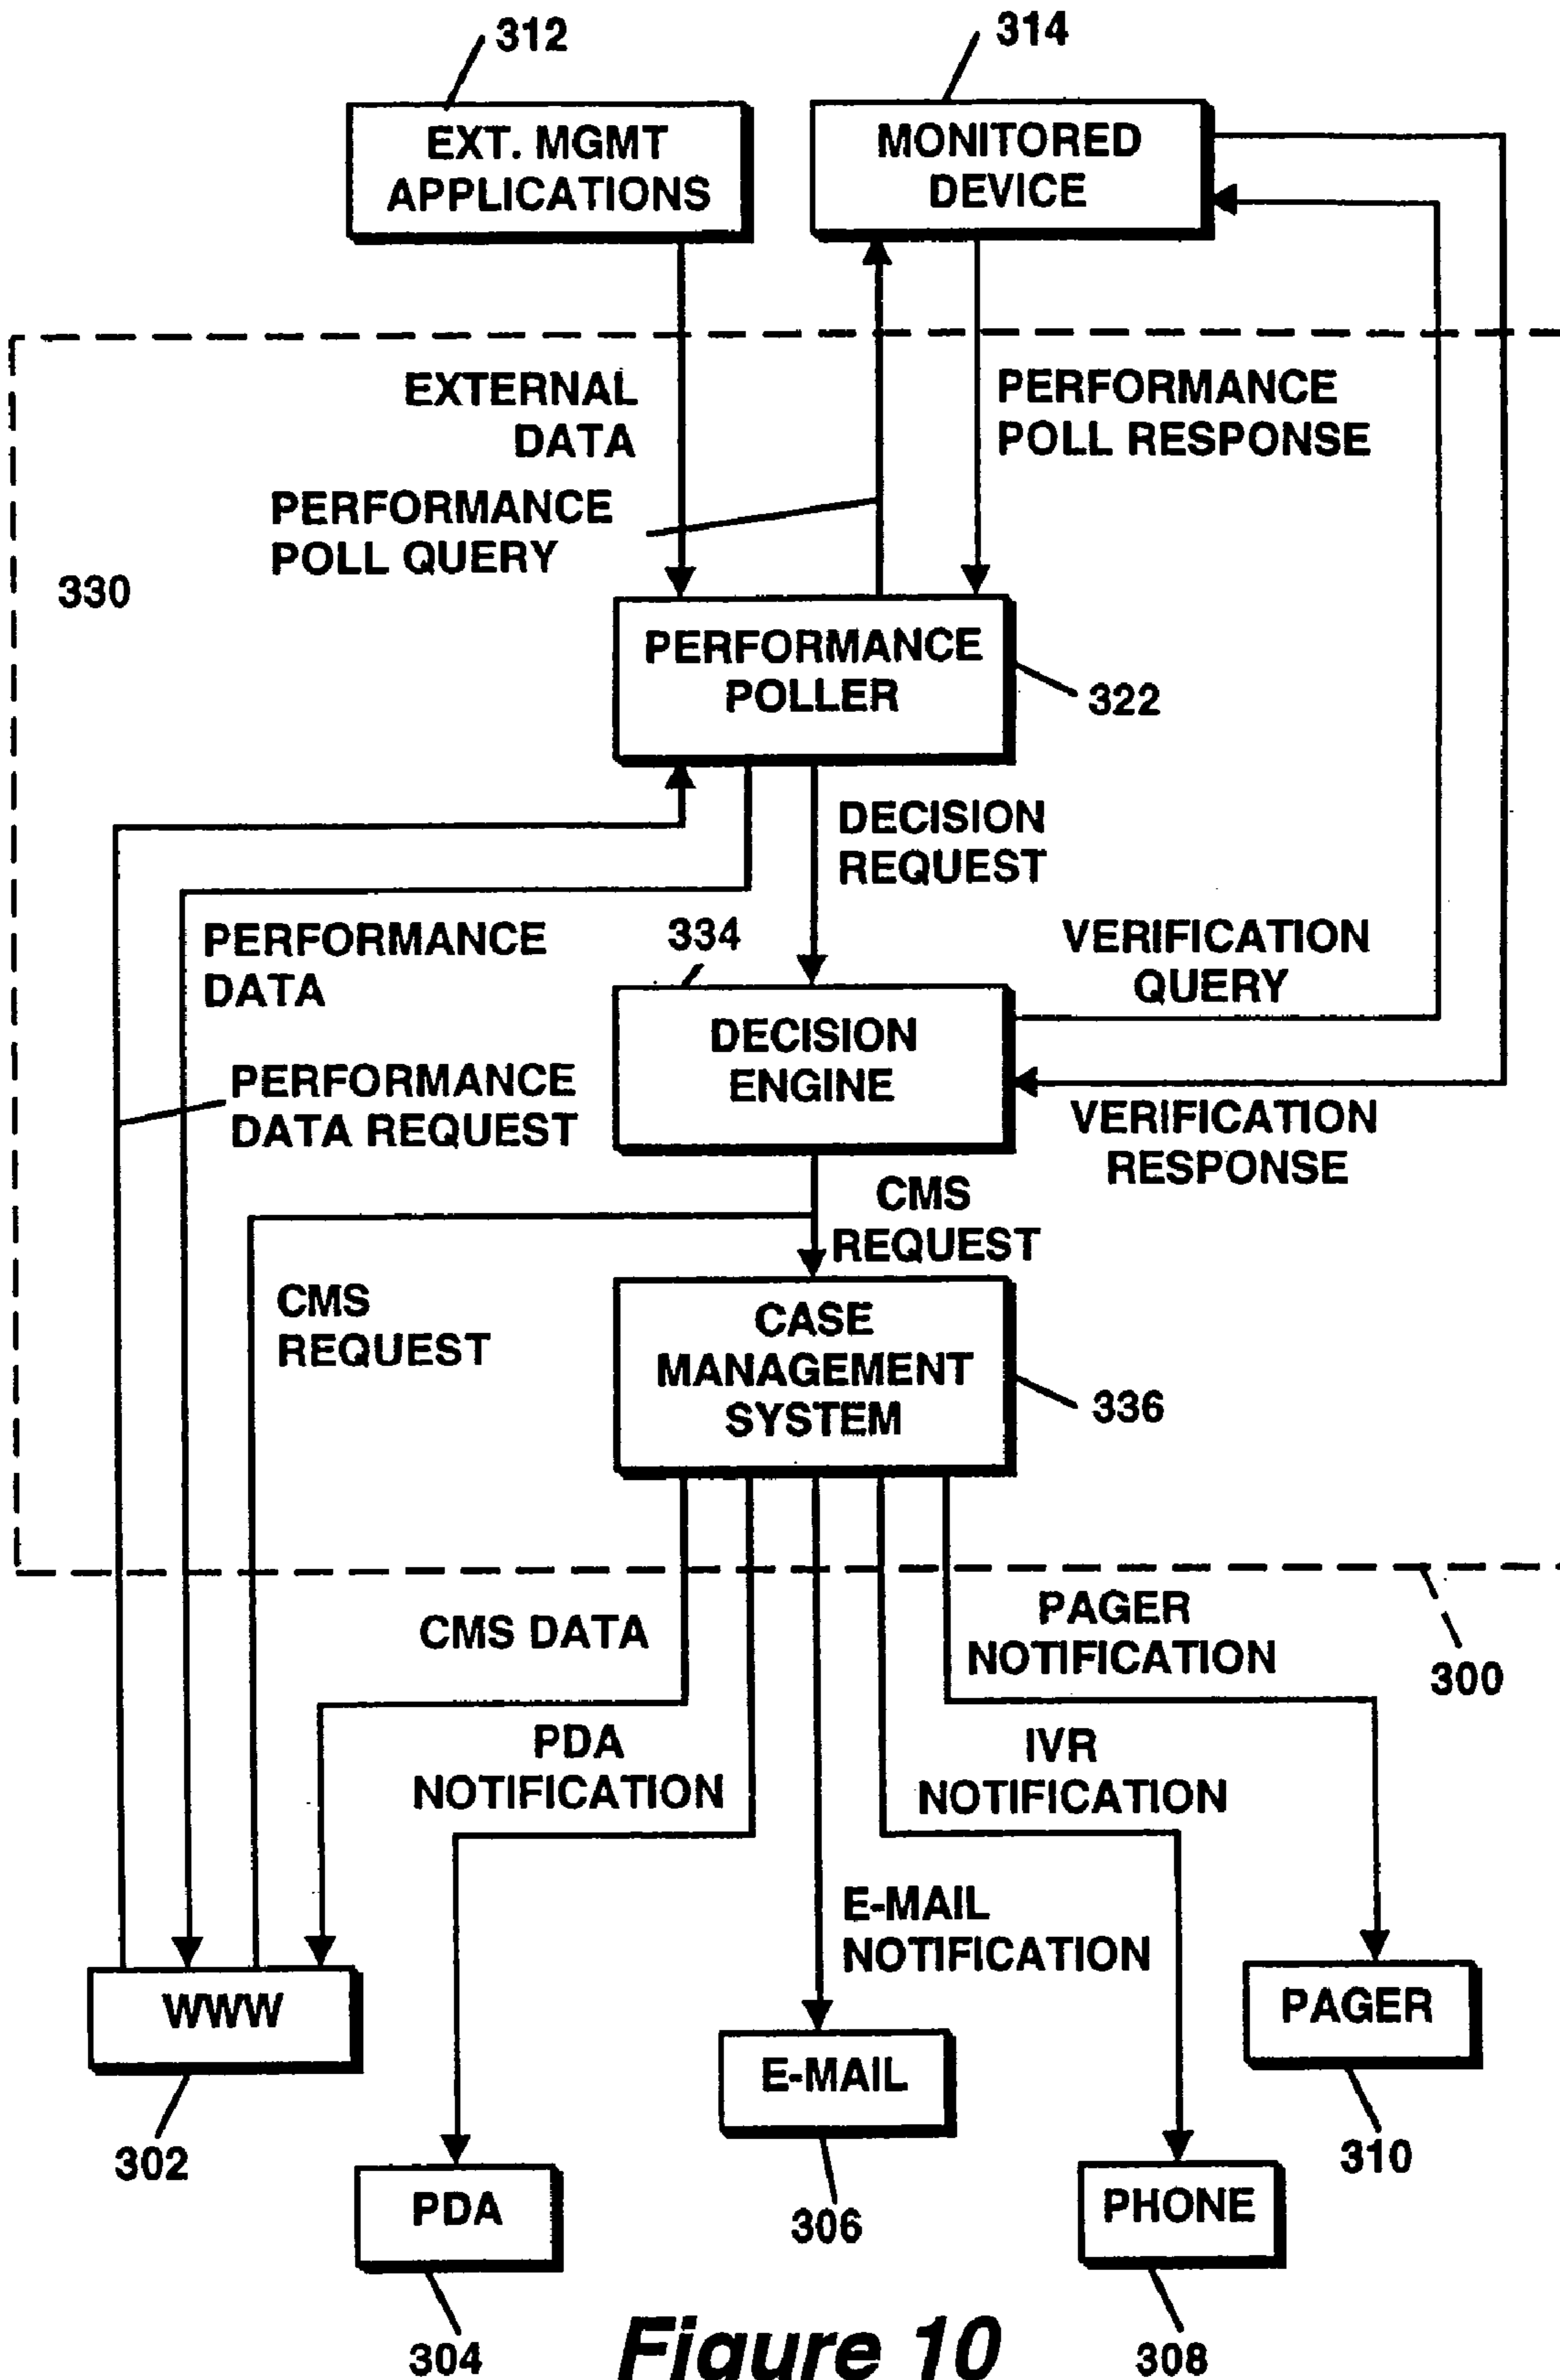 312
314
EXT. MGMT
APPLICATIONS
MONITORED
DEVICE
EXTERNAL
DATA
PERFORMANCE
POLL RESPONSE
PERFORMANCE
POLL QUERY
330
PERFORMANCE
POLLER
322
DECISION
REQUEST
PERFORMANCE
DATA
334
VERIFICATION
QUERY
DECISION
ENGINE
PERFORMANCE
DATA REQUEST
VERIFICATION
RESPONSE
CMS
REQUEST
CMS
REQUEST
CASE
MANAGEMENT
SYSTEM
336
CMS DATA
PAGER
NOTIFICATION
300
PDA
NOTIFICATION
IVR
NOTIFICATION
E-MAIL
NOTIFICATION
WWW
PAGER
E-MAIL
302
310
PDA
306
PHONE
304
308
Figure 10